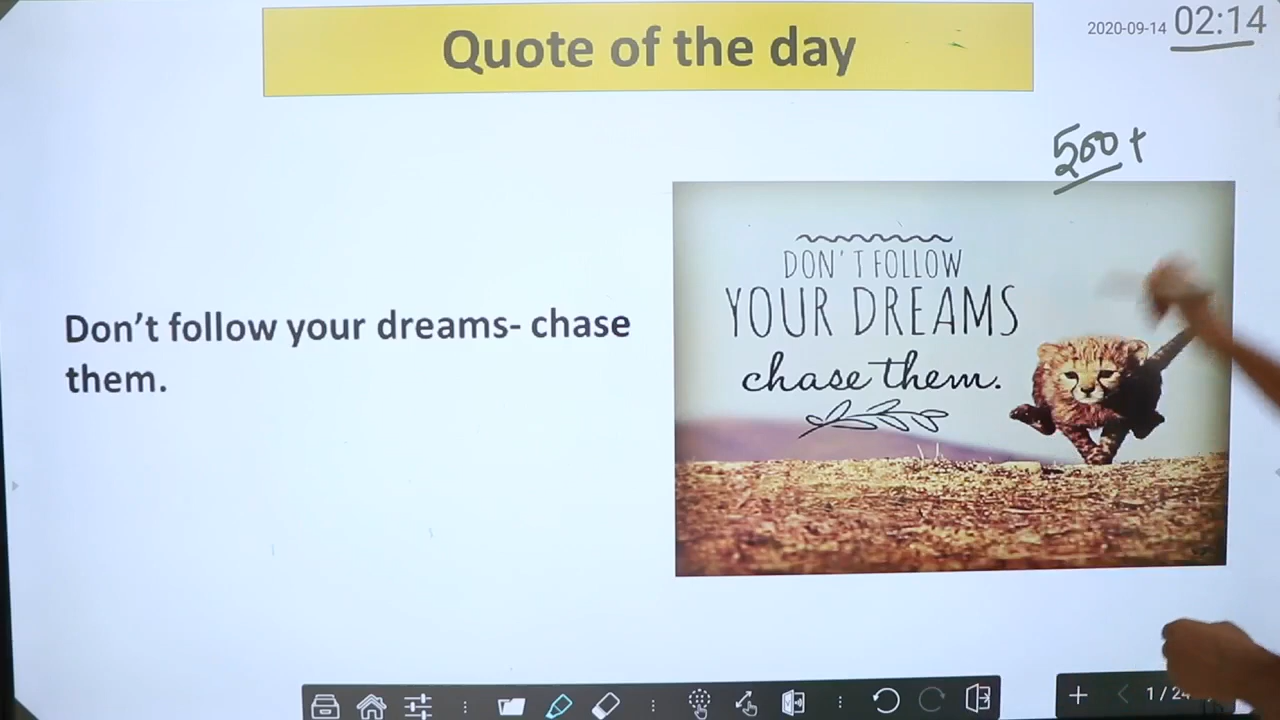 Quote of the day
2020-09-14 02:14
500+
DON'T FOLLOW
YOUR DREAMS
chase them.
Don't follow your dreams- chase
them.
1/24